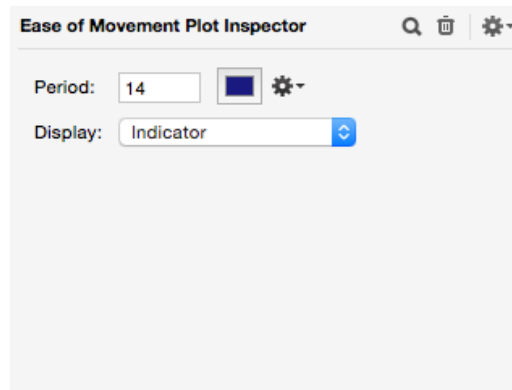 Ease of Movement Plot Inspector
Period: 14
Display: Indicator